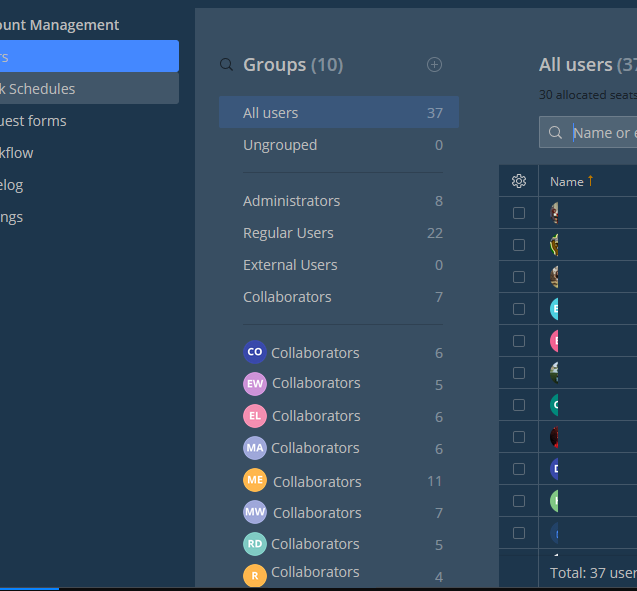 ount Management
rs
k Schedules
uest forms
kflow
elog
ngs
Groups (10)
All users 37
Ungrouped 0
Administrators 8
Regular Users 22
External Users 0
Collaborators 7
CO Collaborators 6
EW Collaborators 5
EL Collaborators 6
MA Collaborators 6
ME Collaborators 11
MW Collaborators 7
RD Collaborators 5
R Collaborators 4
All users (37
30 allocated seats
Name or e
Name ↑
Total: 37 user